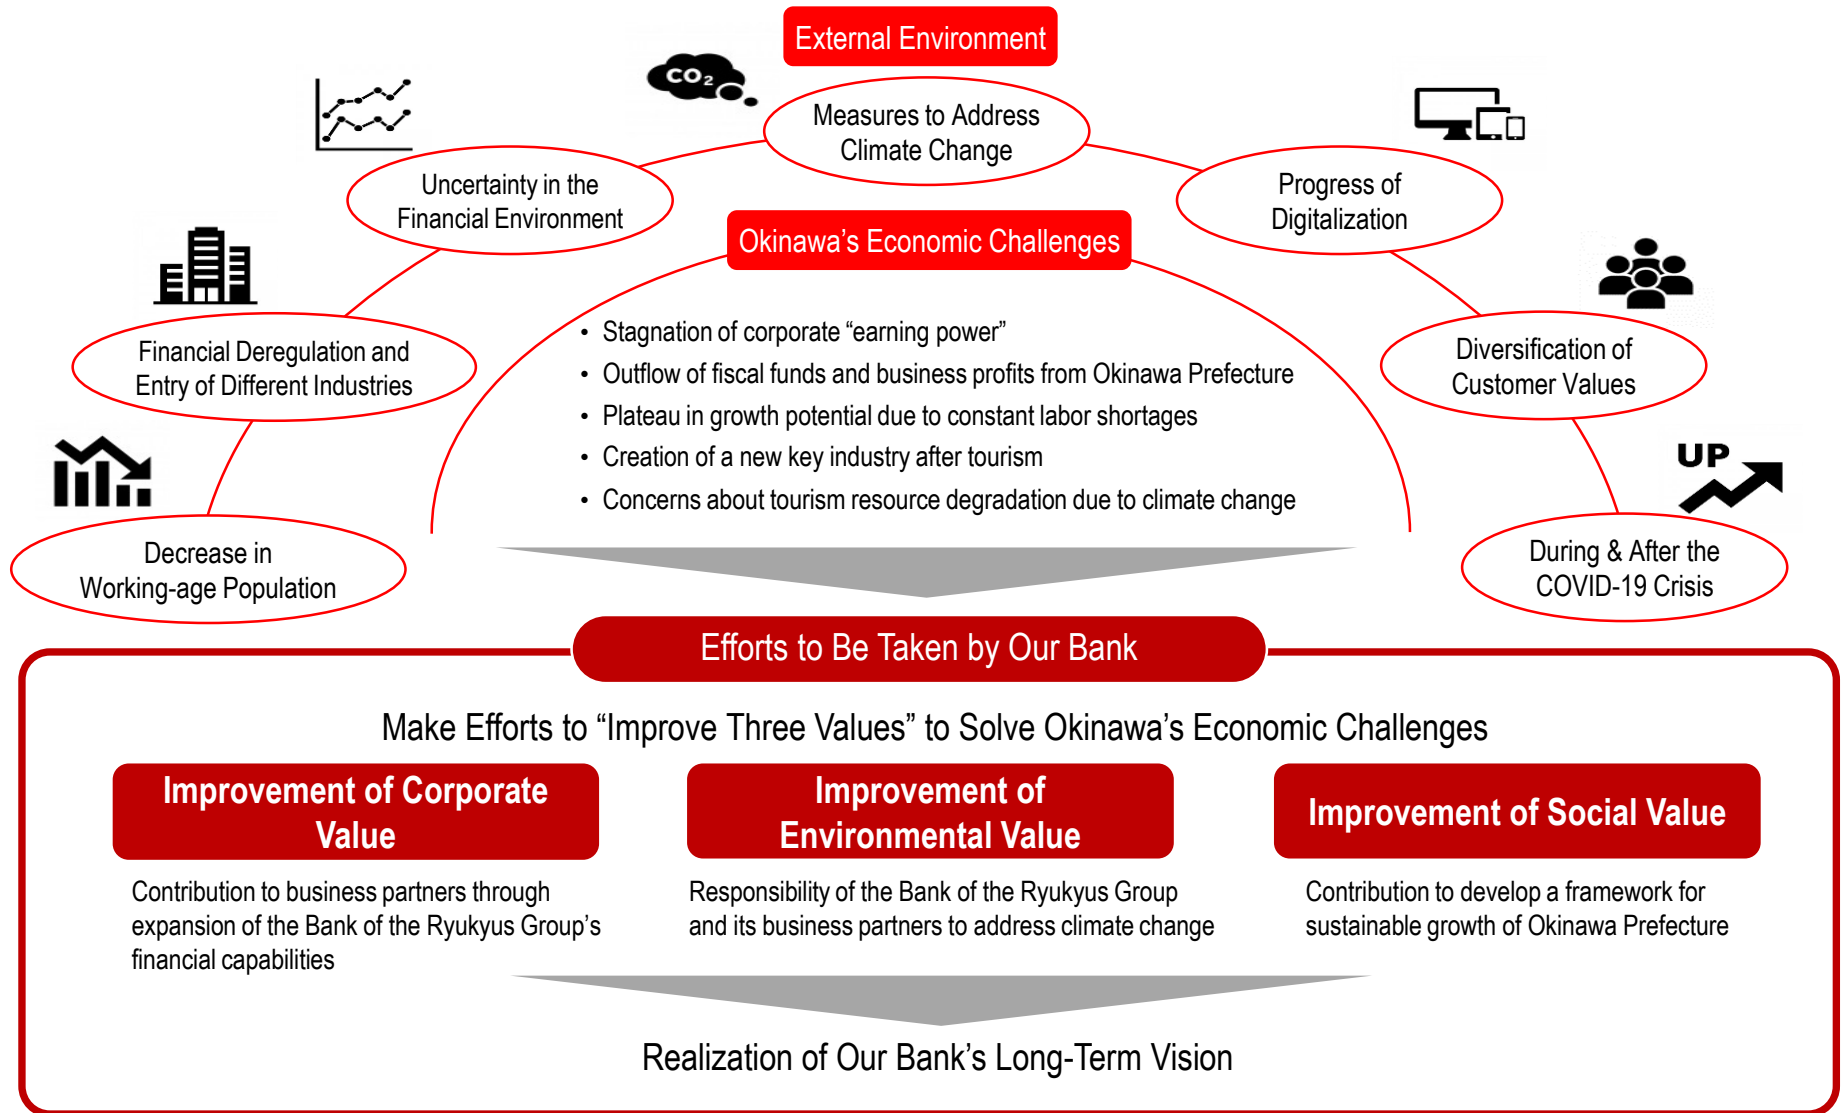 External Environment
CO₂
Measures to Address
Climate Change
Uncertainty in the
Financial Environment
Progress of
Digitalization
Financial Deregulation and
Entry of Different Industries
Diversification of
Customer Values
Decrease in
Working-age Population
UP
During & After the
COVID-19 Crisis
Okinawa’s Economic Challenges
• Stagnation of corporate “earning power”
• Outflow of fiscal funds and business profits from Okinawa Prefecture
• Plateau in growth potential due to constant labor shortages
• Creation of a new key industry after tourism
• Concerns about tourism resource degradation due to climate change
Efforts to Be Taken by Our Bank
Make Efforts to “Improve Three Values” to Solve Okinawa’s Economic Challenges
Improvement of Corporate
Value
Contribution to business partners through
expansion of the Bank of the Ryukyus Group’s
financial capabilities
Improvement of
Environmental Value
Responsibility of the Bank of the Ryukyus Group
and its business partners to address climate change
Improvement of Social Value
Contribution to develop a framework for
sustainable growth of Okinawa Prefecture
Realization of Our Bank’s Long-Term Vision